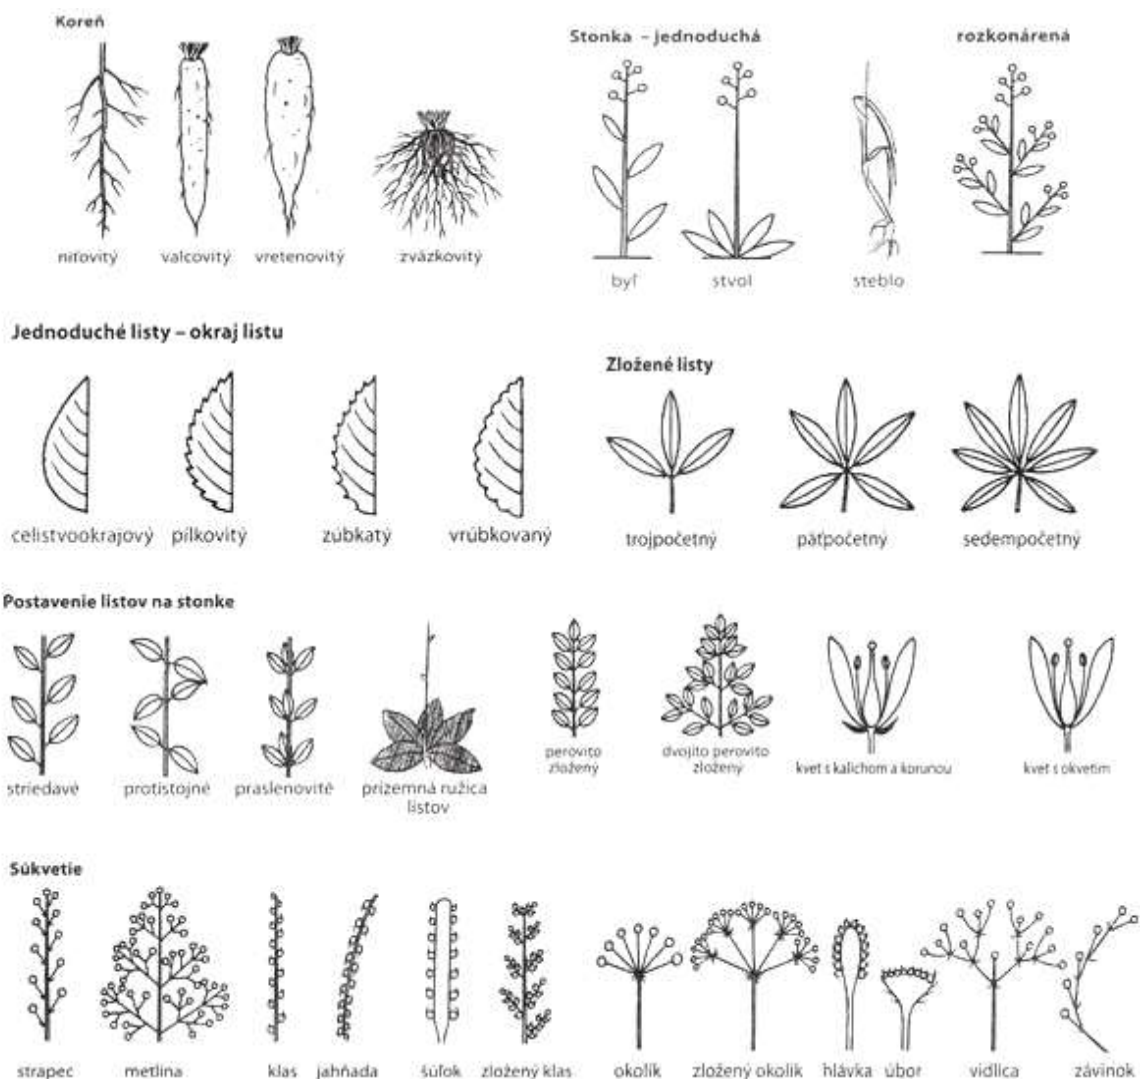 Koreň
Stonka – jednoduchá
rozkonárená
niťovitý
valcovitý
vretenovitý
zväzkovitý
byľ
stvol
steblo
Jednoduché listy – okraj listu
Zložené listy
celistvookrajový
pílkovitý
zúbkatý
vrúbkovaný
trojpočetný
päťpočetný
sedempočetný
Postavenie listov na stonke
striedavé
protistojné
praslenovité
prízemná ružica
listov
perovito
zložený
dvojito perovito
zložený
kvet s kalichom a korunou
kvet s okvetím
Súkvetie
strapec
metlina
klas
jahňada
šúľok
zložený klas
okolík
zložený okolík
hlávka
úbor
vidlica
závinok